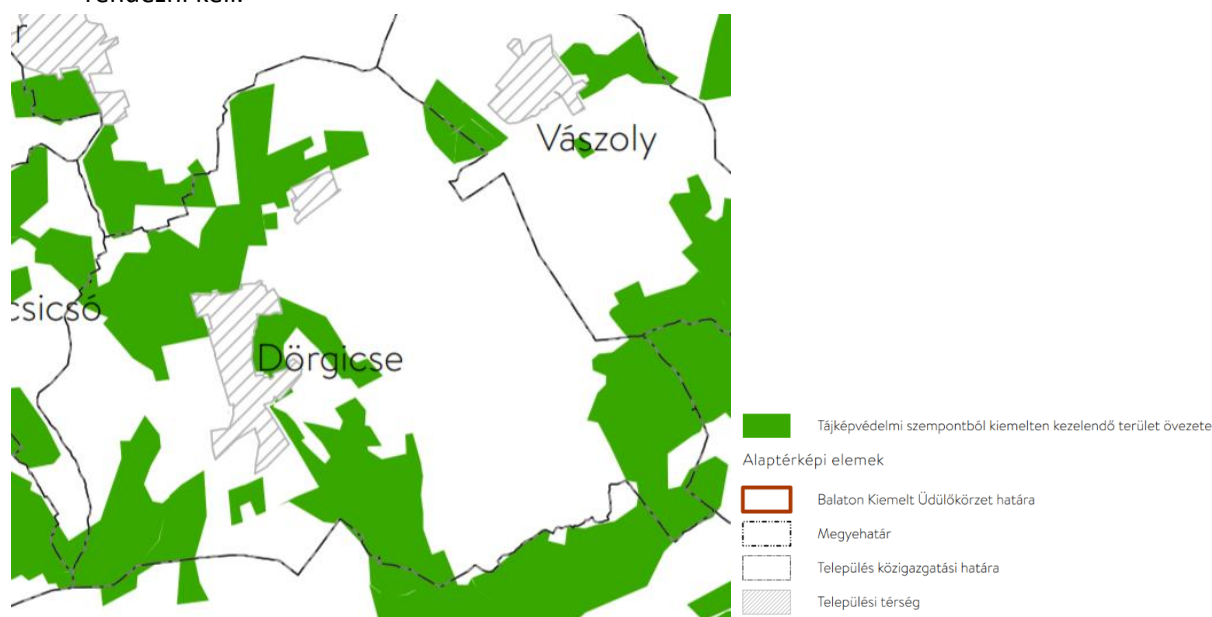 r
Vászoly
csicsó
Dörgicse
Tájképvédelmi szempontból kiemelten kezelendő terület övezete
Alaptérképi elemek
Balaton Kiemelt Üdülőkörzet határa
Megyehatár
Település közigazgatási határa
Települési térség